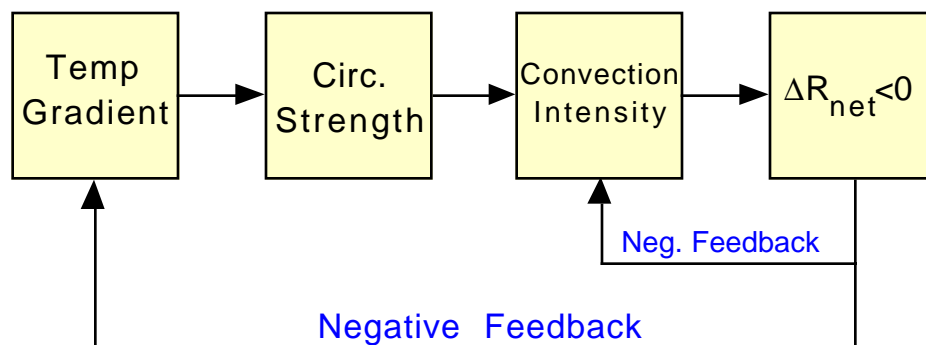 Temp
Gradient
Circ.
Strength
Convection
Intensity
ΔRnet<0
Neg. Feedback
Negative Feedback